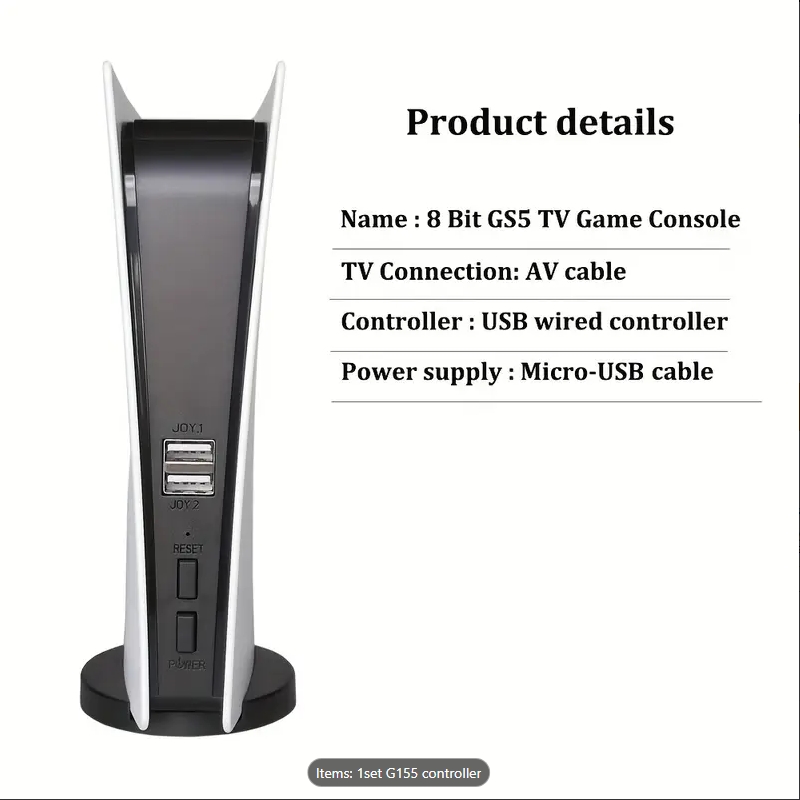 Product details
Name : 8 Bit GS5 TV Game Console
TV Connection: AV cable
Controller : USB wired controller
Power supply : Micro-USB cable
JOY.1
JOY.2
RESET
POWER
Items: 1set G155 controller